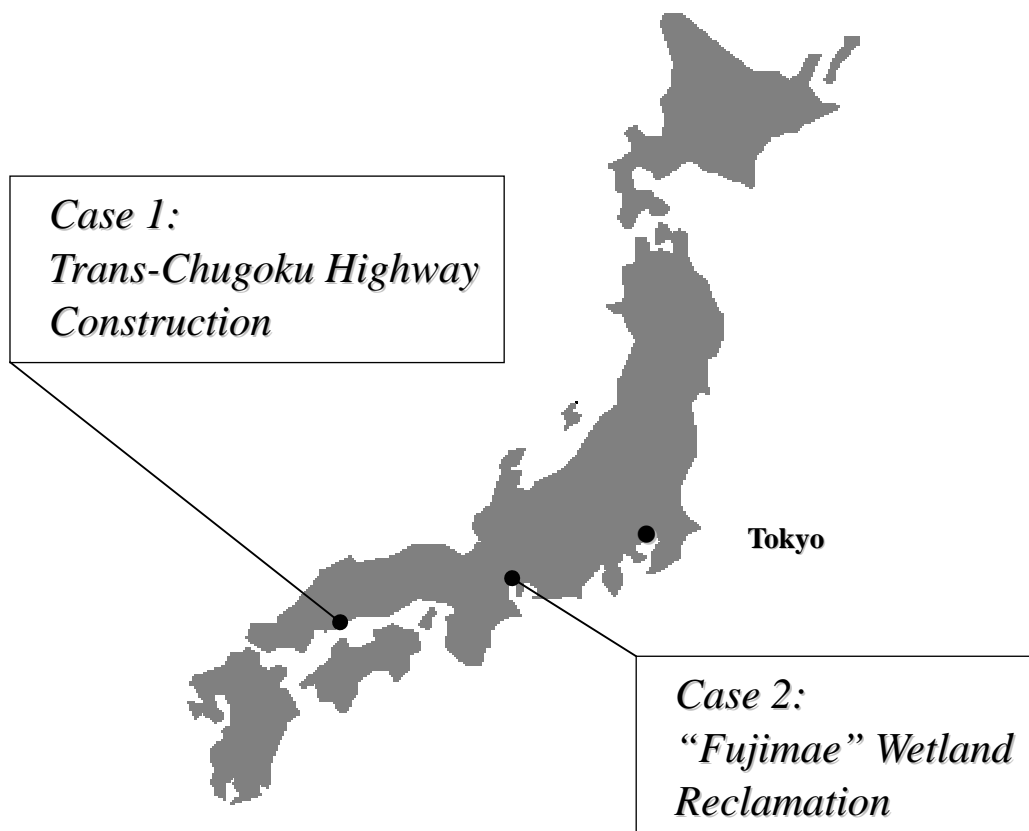 Case 1:
Trans-Chugoku Highway
Construction
Tokyo
Case 2:
“Fujimae” Wetland
Reclamation